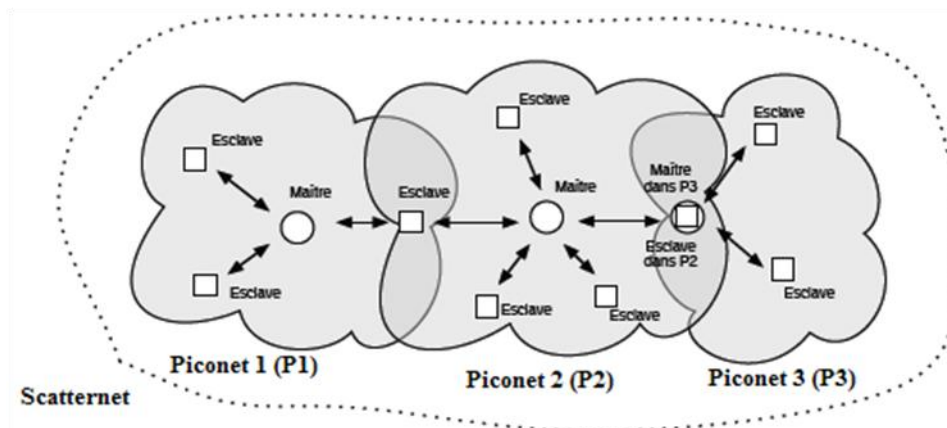 Esclave
Esclave
Esclave
Esclave
Maître
dans P3
Maître
Esclave
Maître
Esclave
dans P2
Esclave
Esclave
Esclave
Esclave
Piconet 1 (P1)
Piconet 2 (P2)
Piconet 3 (P3)
Scatternet